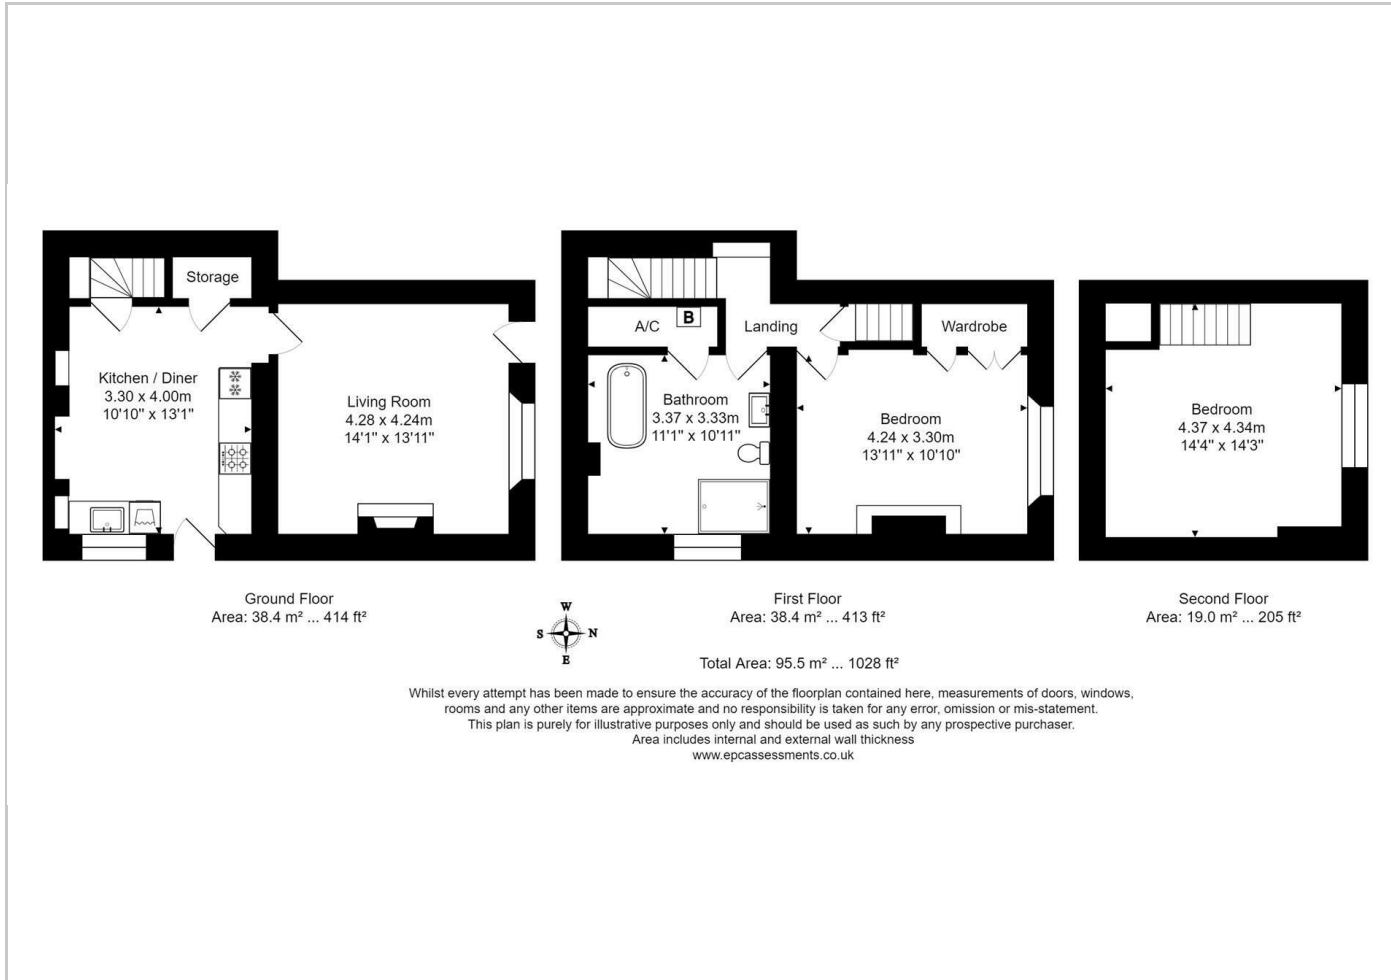 Storage
Kitchen / Diner
3.30 x 4.00m
10'10" x 13'1"
Living Room
4.28 x 4.24m
14'1" x 13'11"
Ground Floor
Area: 38.4 m² ... 414 ft²
A/C
B
Landing
Wardrobe
Bathroom
3.37 x 3.33m
11'1" x 10'11"
Bedroom
4.24 x 3.30m
13'11" x 10'10"
First Floor
Area: 38.4 m² ... 413 ft²
Bedroom
4.37 x 4.34m
14'4" x 14'3"
Second Floor
Area: 19.0 m² ... 205 ft²
W
S N
E
Total Area: 95.5 m² ... 1028 ft²
Whilst every attempt has been made to ensure the accuracy of the floorplan contained here, measurements of doors, windows,
rooms and any other items are approximate and no responsibility is taken for any error, omission or mis-statement.
This plan is purely for illustrative purposes only and should be used as such by any prospective purchaser.
Area includes internal and external wall thickness
www.epcassessments.co.uk